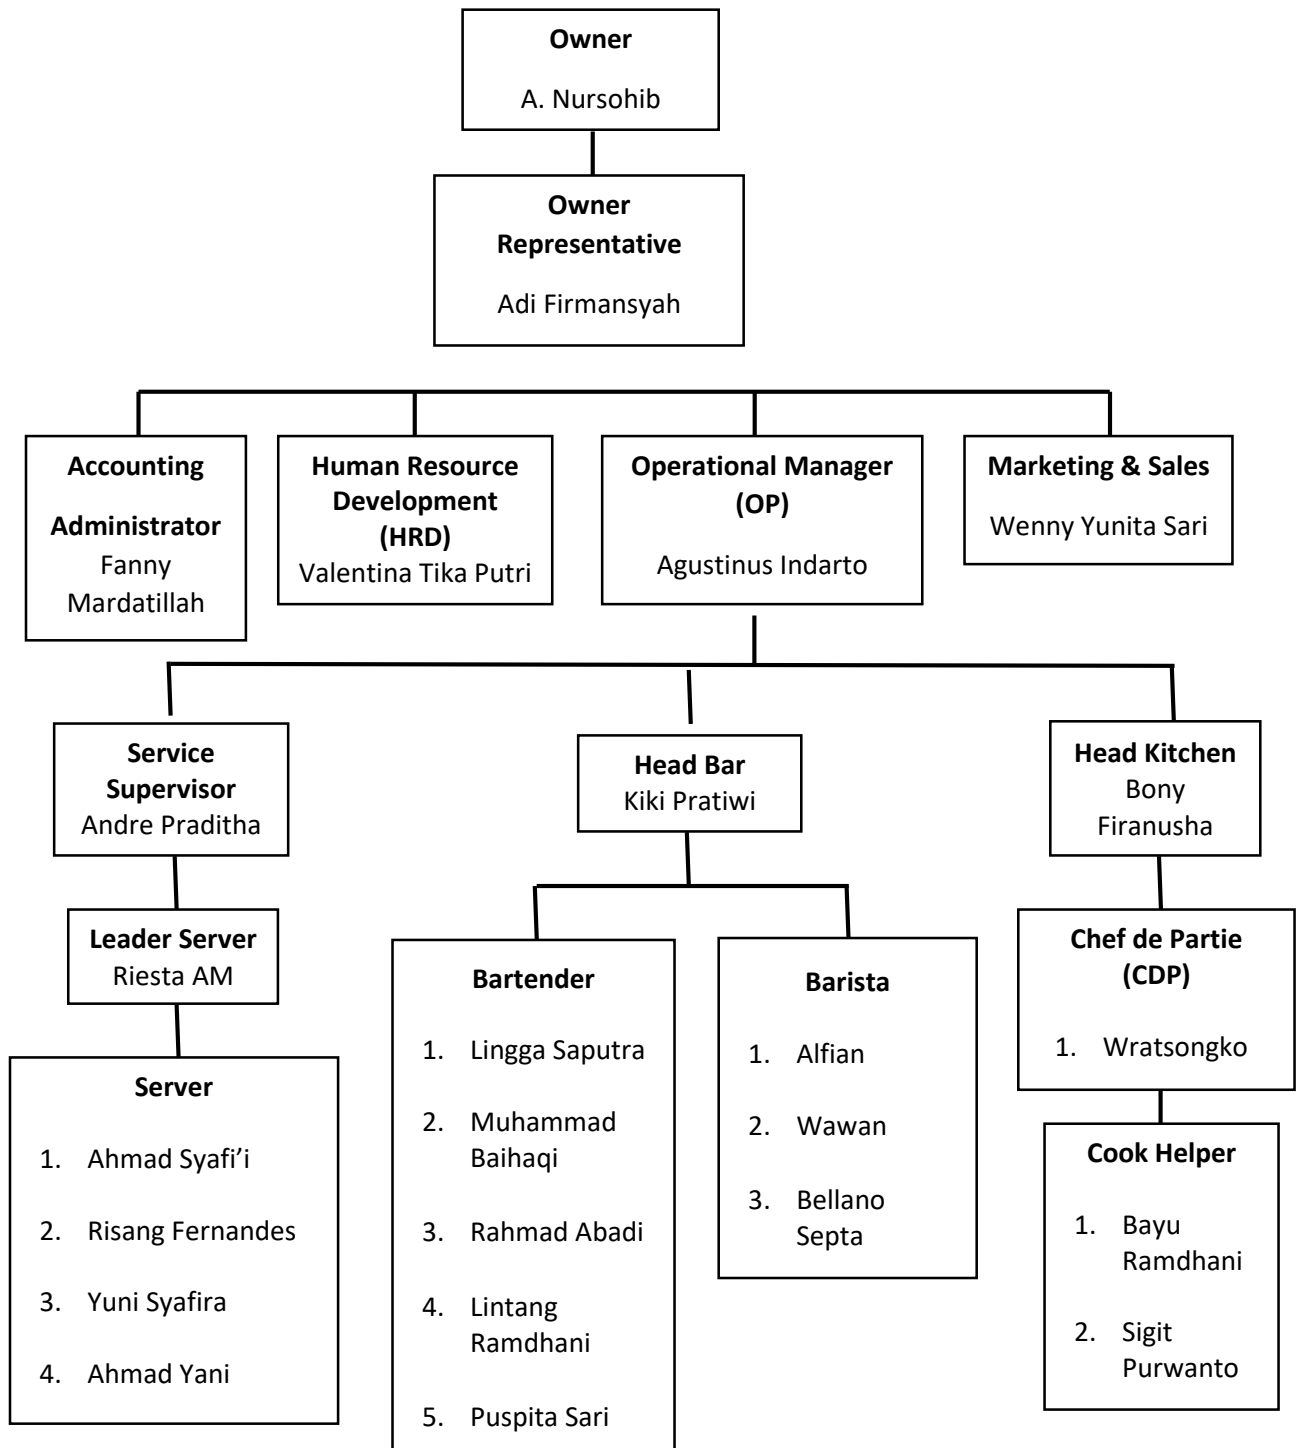 Owner
A. Nursohib
Owner
Representative
Adi Firmansyah
Accounting
Administrator
Fanny
Mardatillah
Human Resource
Development
(HRD)
Valentina Tika Putri
Operational Manager
(OP)
Agustinus Indarto
Marketing & Sales
Wenny Yunita Sari
Service
Supervisor
Andre Praditha
Head Bar
Kiki Pratiwi
Head Kitchen
Bony
Firanusha
Leader Server
Riesta AM
Server
1. Ahmad Syafi’i
2. Risang Fernandes
3. Yuni Syafira
4. Ahmad Yani
Bartender
1. Lingga Saputra
2. Muhammad
Baihaqi
3. Rahmad Abadi
4. Lintang
Ramdhani
5. Puspita Sari
Barista
1. Alfian
2. Wawan
3. Bellano
Septa
Chef de Partie
(CDP)
1. Wratsongko
Cook Helper
1. Bayu
Ramdhani
2. Sigit
Purwanto